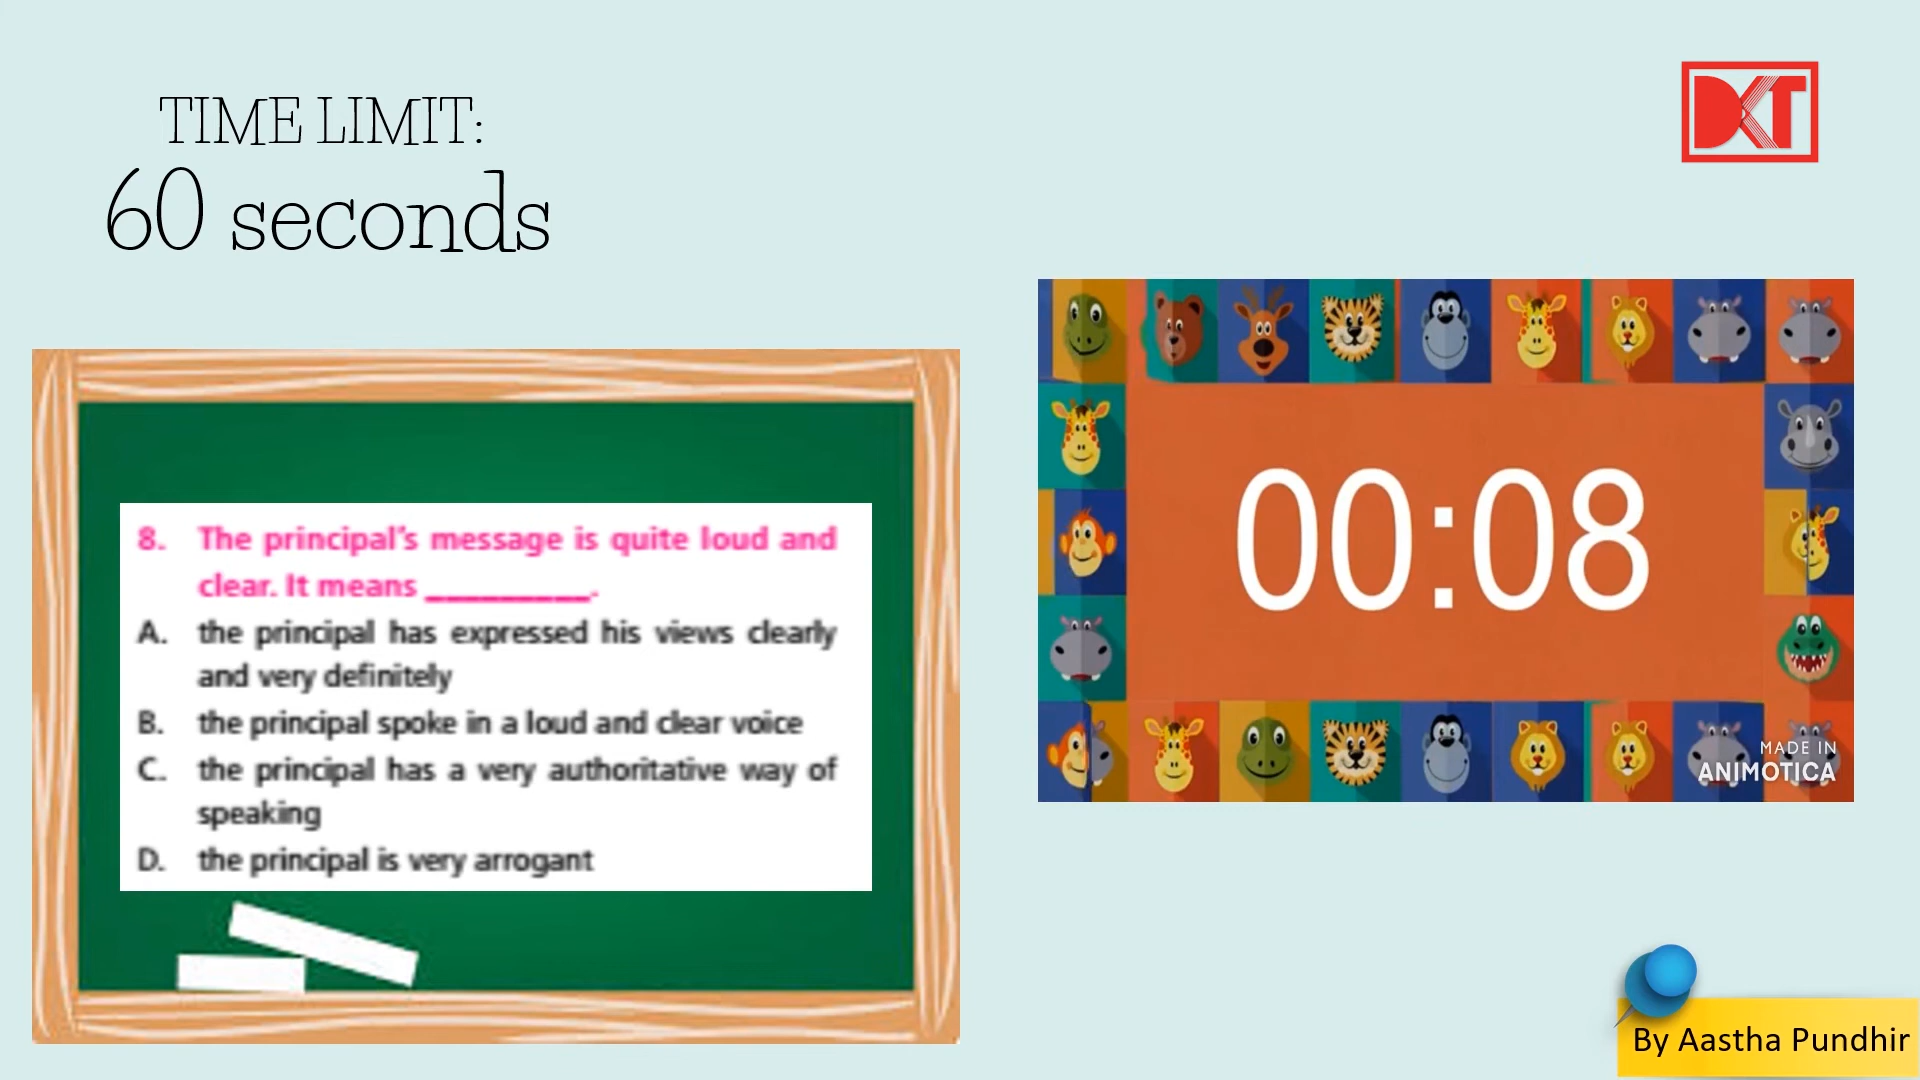 TIME LIMIT:
60 seconds
DKT
8. The principal's message is quite loud and
clear. It means _________.
A. the principal has expressed his views clearly
and very definitely
B. the principal spoke in a loud and clear voice
C. the principal has a very authoritative way of
speaking
D. the principal is very arrogant
00:08
MADE IN
ANIMOTICA
By Aastha Pundhir